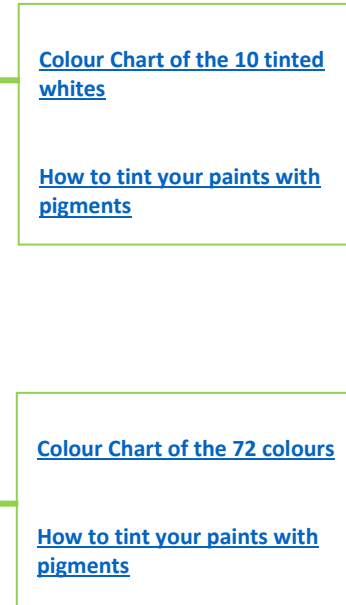 Colour Chart of the 10 tinted
whites
How to tint your paints with
pigments
Colour Chart of the 72 colours
How to tint your paints with
pigments